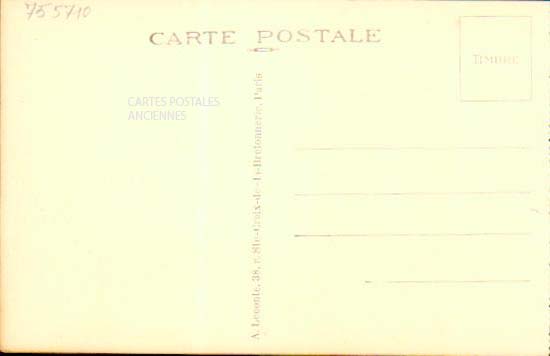 755710
CARTE POSTALE
TIMBRE
CARTES POSTALES
ANCIENNES
A. Leconte, 38, r. Ste-Croix-de-la-Bretonnerie, Paris